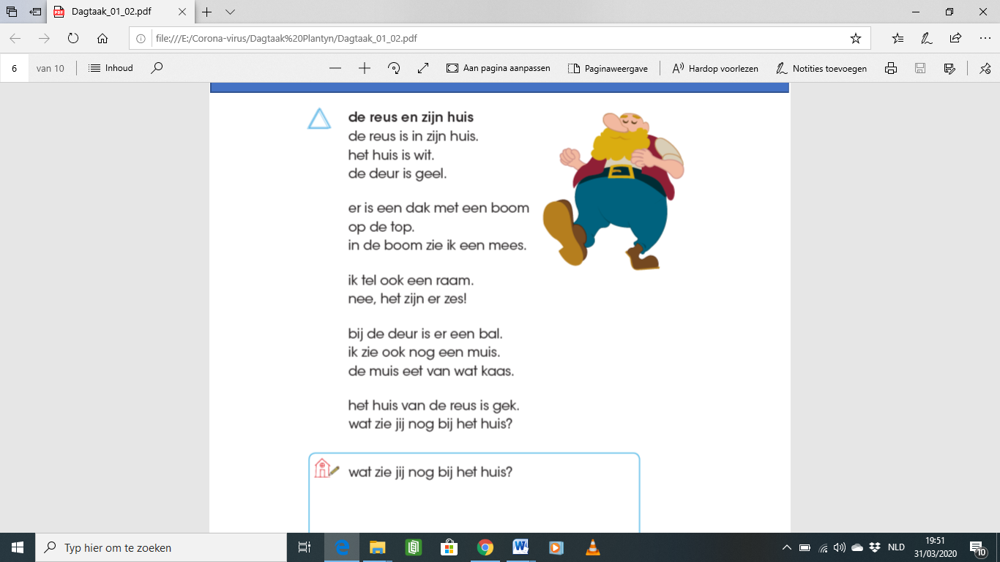 Dagtaak_01_02.pdf
file:///E:/Corona-virus/Dagtaak%20Plantyn/Dagtaak_01_02.pdf
6 van 10 Inhoud Aan pagina aanpassen Paginaweergave Hardop voorlezen Notities toevoegen
de reus en zijn huis
de reus is in zijn huis.
het huis is wit.
de deur is geel.
er is een dak met een boom
op de top.
in de boom zie ik een mees.
ik tel ook een raam.
nee, het zijn er zes!
bij de deur is er een bal.
ik zie ook nog een muis.
de muis eet van wat kaas.
het huis van de reus is gek.
wat zie jij nog bij het huis?
wat zie jij nog bij het huis?
Typ hier om te zoeken
NLD
19:51
31/03/2020
10